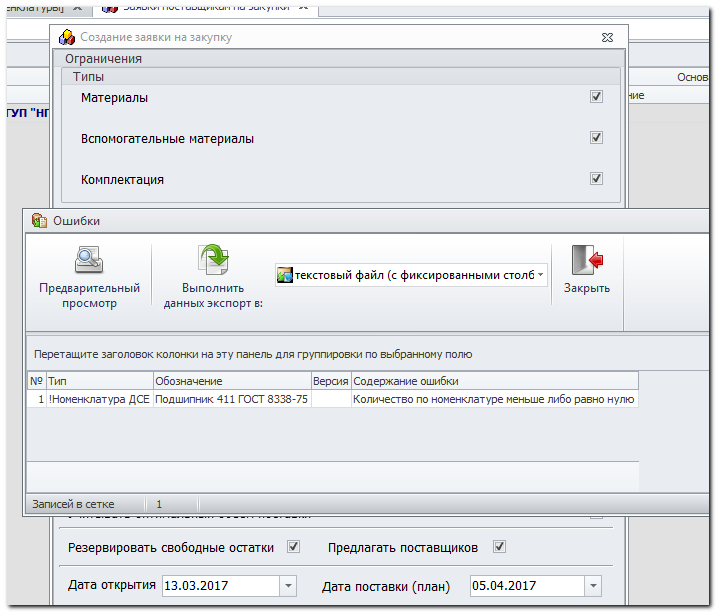 Заявки поставщикам на закупки
Создание заявки на закупку
Ограничения
Типы
Основ
Материалы
ние
ТУП "НГ
Вспомогательные материалы
Комплектация
Ошибки
Предварительный
просмотр
Выполнить
данных экспорт в:
текстовый файл (с фиксированными столб
Закрыть
Перетащите заголовок колонки на эту панель для группировки по выбранному полю
№ Тип Обозначение Версия Содержание ошибки
1 !Номенклатура ДСЕ Подшипник 411 ГОСТ 8338-75 Количество по номенклатуре меньше либо равно нулю
Записей в сетке 1
Резервировать свободные остатки Предлагать поставщиков
Дата открытия 13.03.2017 Дата поставки (план) 05.04.2017